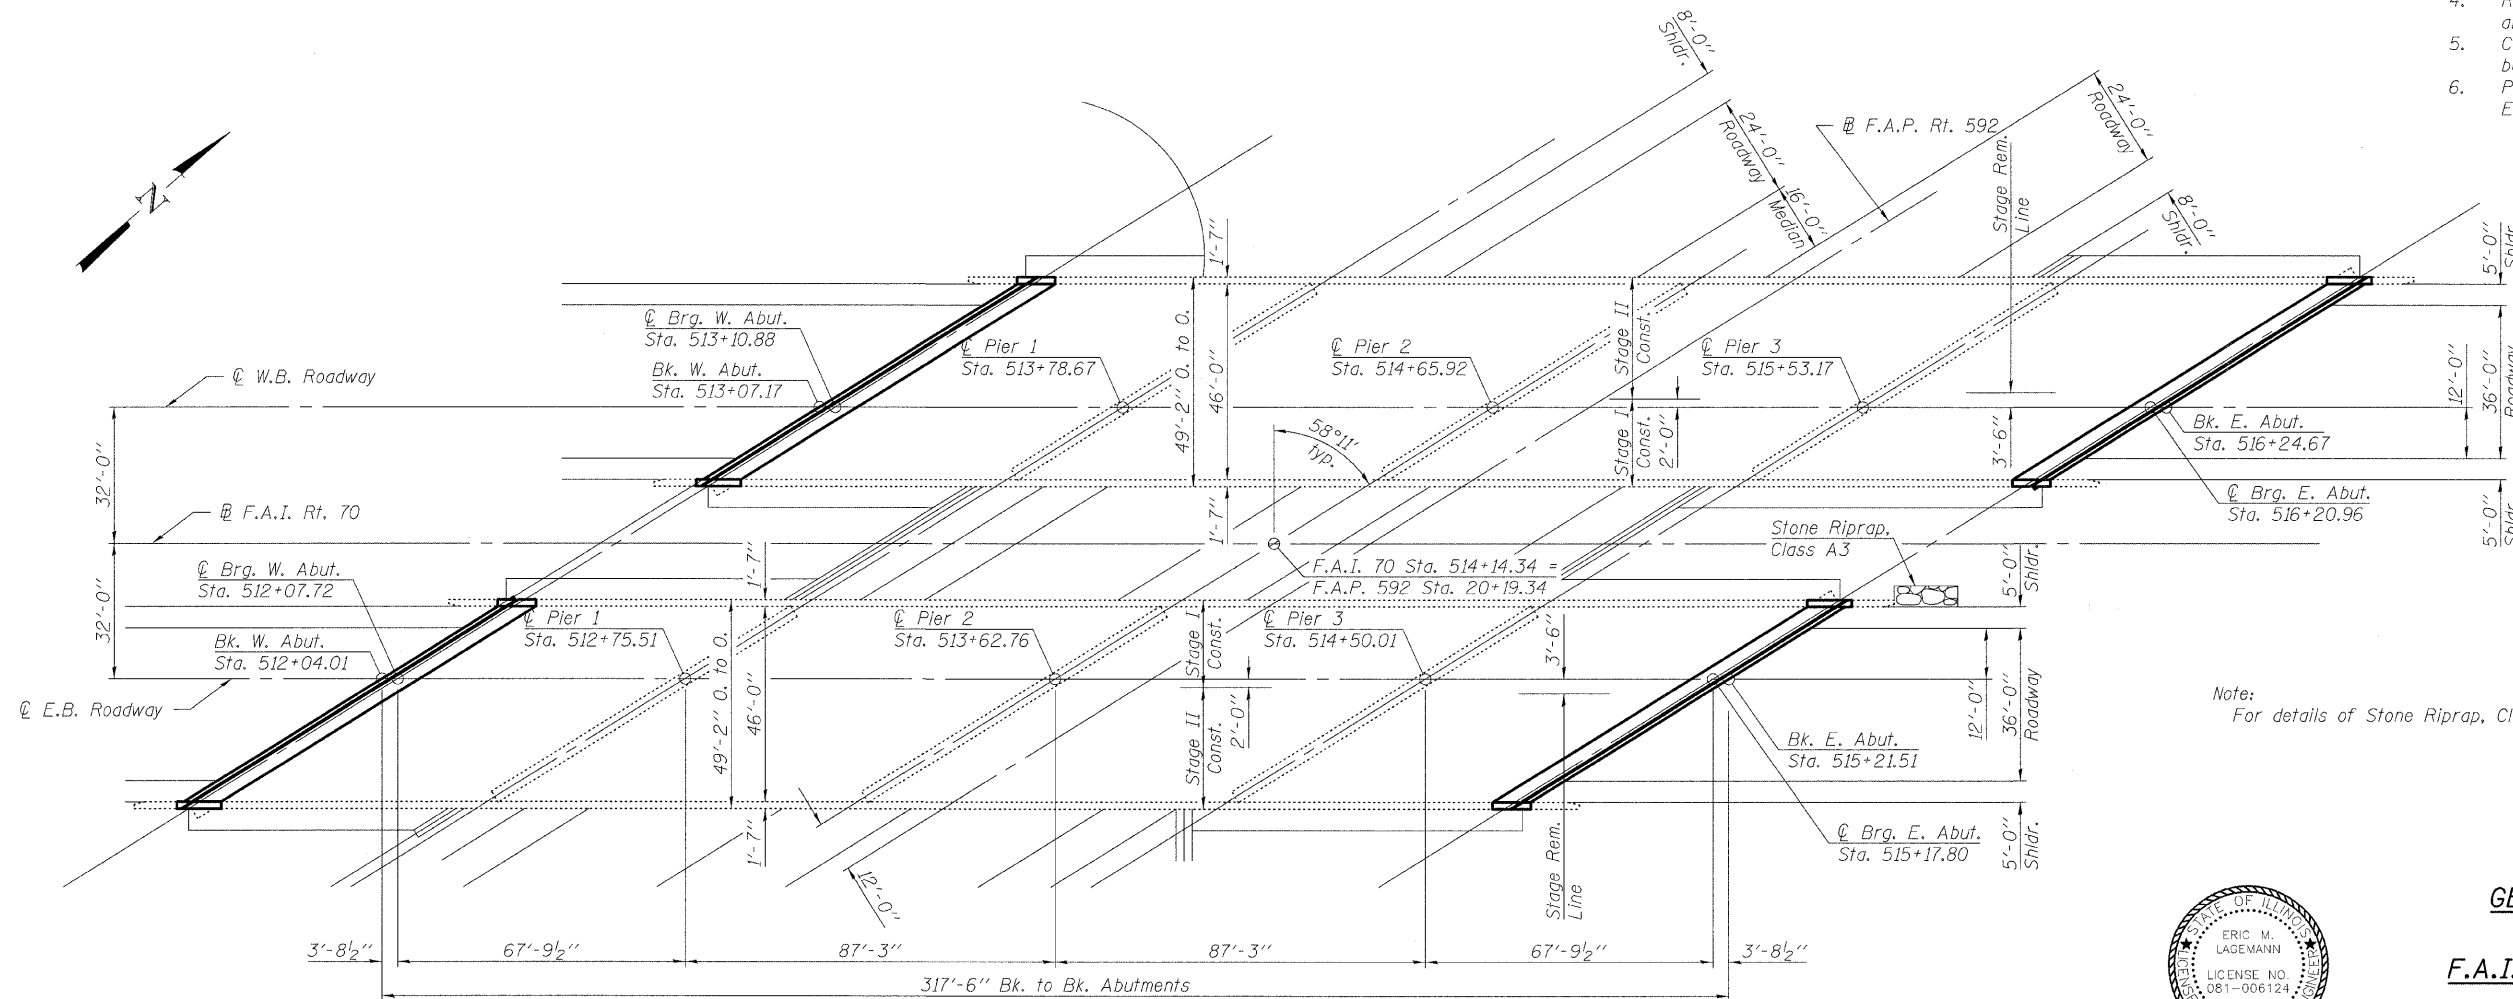 4.
5. C
6. P
E
8'-0"
Shldr.
24'-0"
Roadway
16'-0"
Median
℄ F.A.P. Rt. 592
24'-0"
Roadway
8'-0"
Shldr.
Stage Rem.
Line
N
1'-7"
5'-0"
Shldr.
℄ Brg. W. Abut.
Sta. 513+10.88
Bk. W. Abut.
Sta. 513+07.17
℄ Pier 1
Sta. 513+78.67
℄ Pier 2
Sta. 514+65.92
℄ Pier 3
Sta. 515+53.17
℄ W.B. Roadway
49'-2" O. to O.
46'-0"
Stage II
Const.
Stage I
Const.
2'-0"
3'-6"
12'-0"
36'-0"
Roadway
Bk. E. Abut.
Sta. 516+24.67
℄ Brg. E. Abut.
Sta. 516+20.96
5'-0"
Shldr.
58°11'
typ.
32'-0"
32'-0"
℄ F.A.I. Rt. 70
1'-7"
1'-7"
Stone Riprap,
Class A3
F.A.I. 70 Sta. 514+14.34 =
F.A.P. 592 Sta. 20+19.34
5'-0"
Shldr.
℄ Brg. W. Abut.
Sta. 512+07.72
Bk. W. Abut.
Sta. 512+04.01
℄ Pier 1
Sta. 512+75.51
℄ Pier 2
Sta. 513+62.76
℄ Pier 3
Sta. 514+50.01
℄ E.B. Roadway
49'-2" O. to O.
46'-0"
Stage I
Const.
Stage II
Const.
2'-0"
3'-6"
12'-0"
36'-0"
Roadway
Note:
For details of Stone Riprap, Cl
Bk. E. Abut.
Sta. 515+21.51
℄ Brg. E. Abut.
Sta. 515+17.80
5'-0"
Shldr.
1'-7"
12'-0"
Stage Rem.
Line
3'-8½"
67'-9½"
87'-3"
87'-3"
67'-9½"
3'-8½"
317'-6" Bk. to Bk. Abutments
STATE OF ILLINOIS
ERIC M.
LAGEMANN
LICENSE NO.
081-006124
F.A.I.